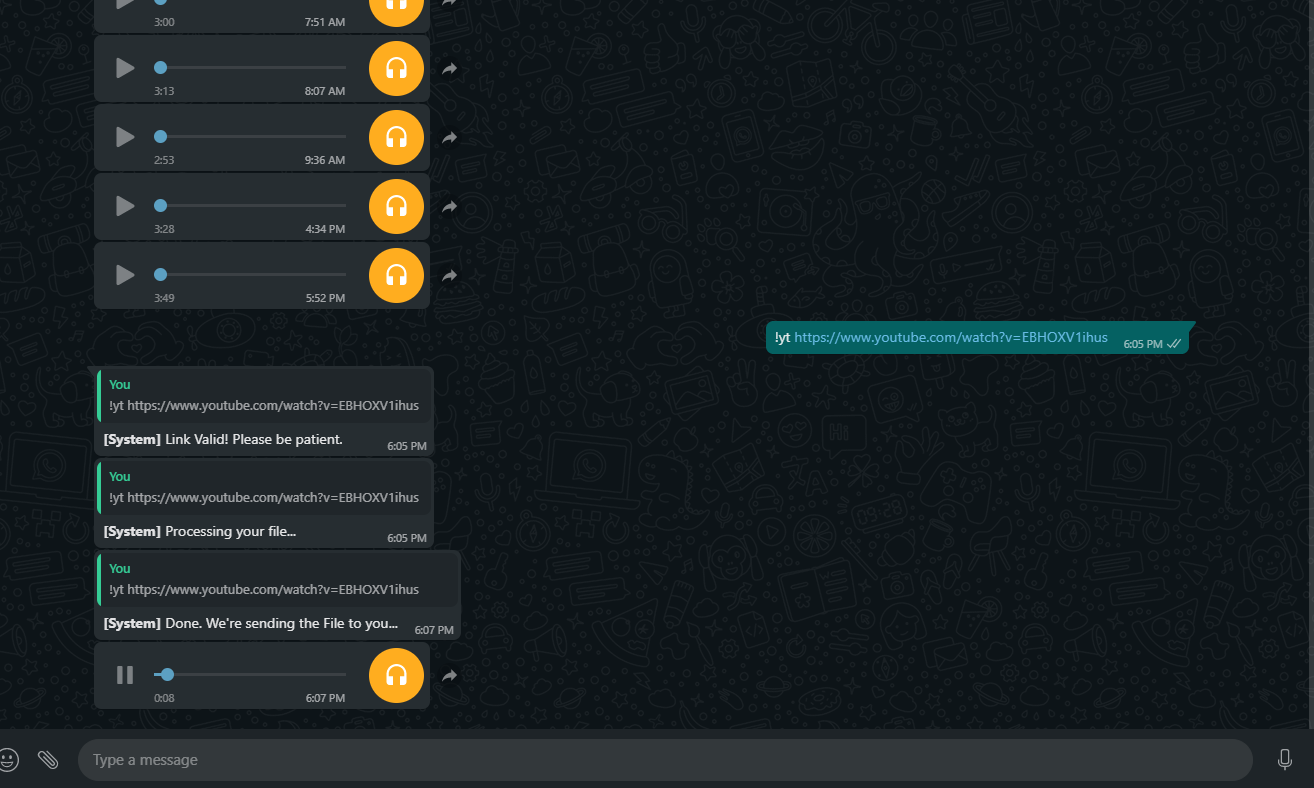 3:00 7:51 AM
3:13 8:07 AM
2:53 9:36 AM
3:28 4:34 PM
3:49 5:52 PM
!yt https://www.youtube.com/watch?v=EBHOXV1ihus 6:05 PM
You
!yt https://www.youtube.com/watch?v=EBHOXV1ihus
[System] Link Valid! Please be patient. 6:05 PM
You
!yt https://www.youtube.com/watch?v=EBHOXV1ihus
[System] Processing your file... 6:05 PM
You
!yt https://www.youtube.com/watch?v=EBHOXV1ihus
[System] Done. We're sending the File to you... 6:07 PM
0:08 6:07 PM
Type a message